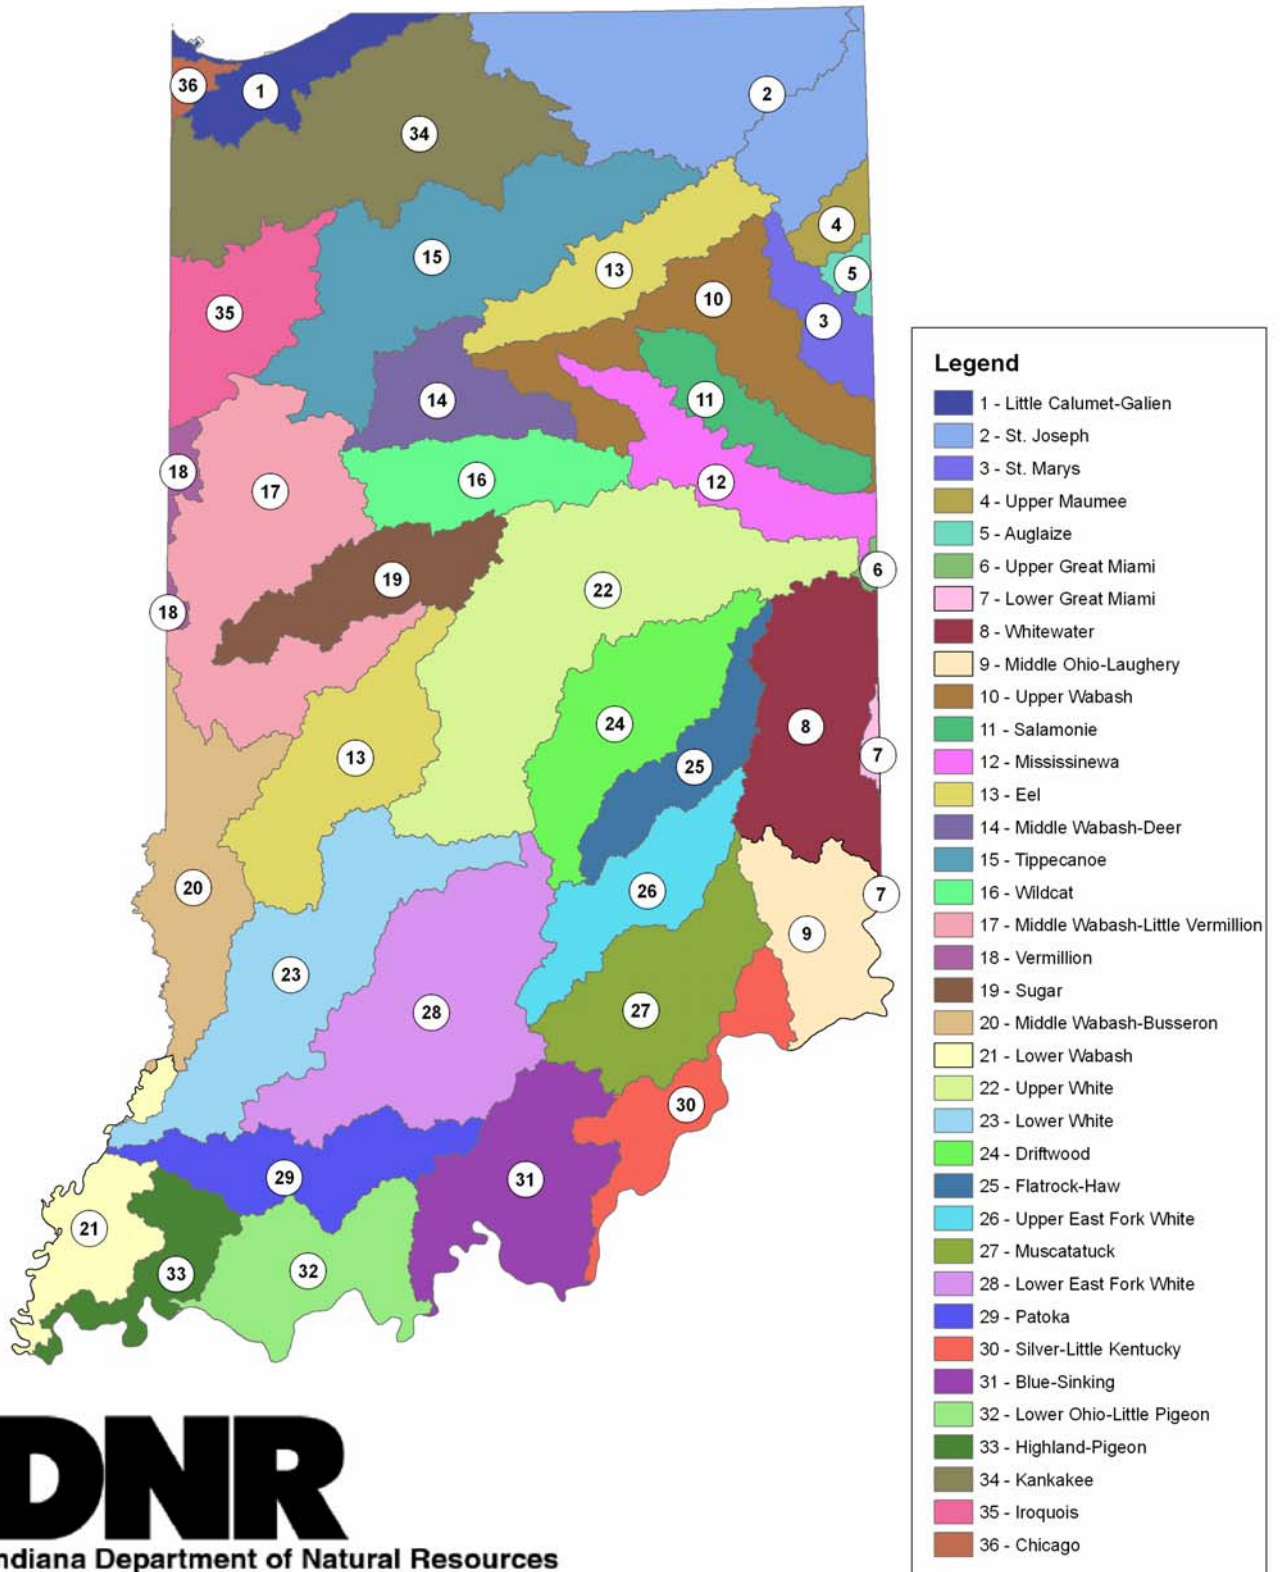 36
1
2
34
4
15
13
5
10
3
35
14
11
18
16
12
17
19
6
22
18
24
8
13
25
7
20
26
7
9
23
27
28
30
29
31
21
33
32
Legend
1 - Little Calumet-Galien
2 - St. Joseph
3 - St. Marys
4 - Upper Maumee
5 - Auglaize
6 - Upper Great Miami
7 - Lower Great Miami
8 - Whitewater
9 - Middle Ohio-Laughery
10 - Upper Wabash
11 - Salamonie
12 - Mississinewa
13 - Eel
14 - Middle Wabash-Deer
15 - Tippecanoe
16 - Wildcat
17 - Middle Wabash-Little Vermillion
18 - Vermillion
19 - Sugar
20 - Middle Wabash-Busseron
21 - Lower Wabash
22 - Upper White
23 - Lower White
24 - Driftwood
25 - Flatrock-Haw
26 - Upper East Fork White
27 - Muscatatuck
28 - Lower East Fork White
29 - Patoka
30 - Silver-Little Kentucky
31 - Blue-Sinking
32 - Lower Ohio-Little Pigeon
33 - Highland-Pigeon
34 - Kankakee
35 - Iroquois
36 - Chicago
DNR
ndiana Department of Natural Resources